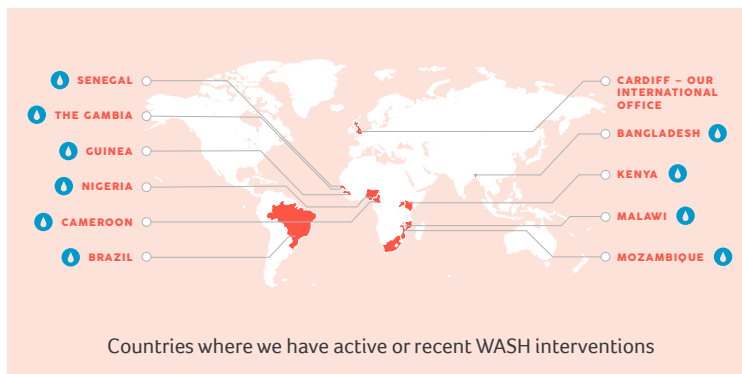 SENEGAL
THE GAMBIA
GUINEA
NIGERIA
CAMEROON
BRAZIL
CARDIFF – OUR
INTERNATIONAL
OFFICE
BANGLADESH
KENYA
MALAWI
MOZAMBIQUE
Countries where we have active or recent WASH interventions